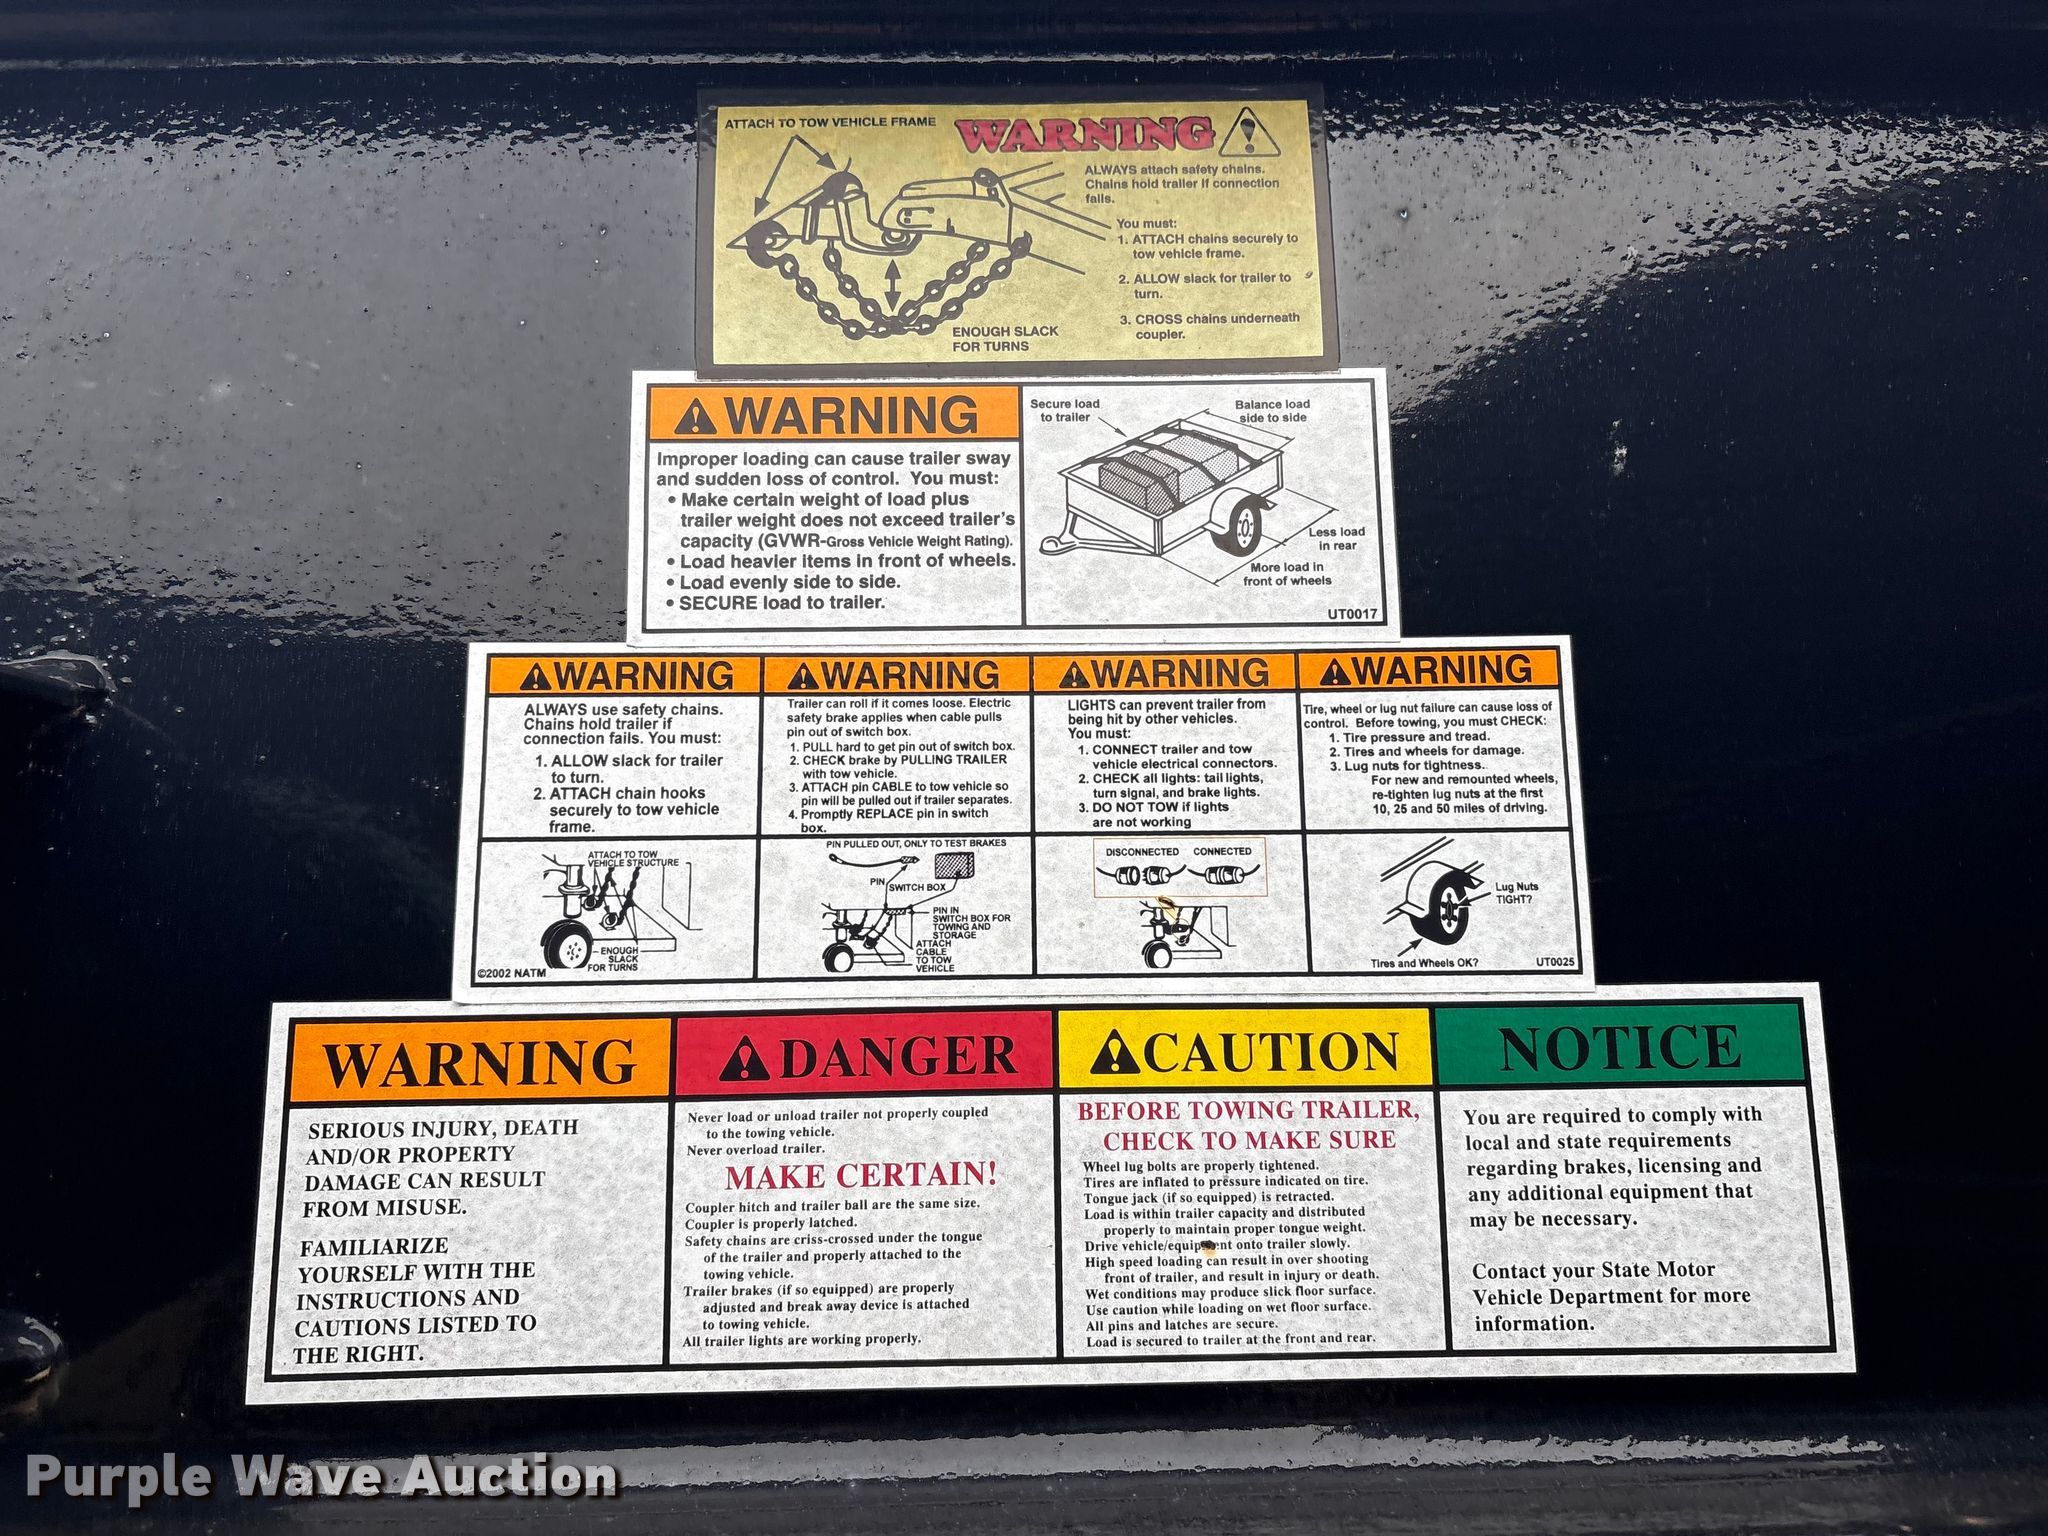 ATTACH TO TOW VEHICLE FRAME
WARNING
ALWAYS attach safety chains.
Chains hold trailer if connection
fails.
You must:
1. ATTACH chains securely to
tow vehicle frame.
2. ALLOW slack for trailer to
turn.
3. CROSS chains underneath
coupler.
ENOUGH SLACK
FOR TURNS
WARNING
Improper loading can cause trailer sway
and sudden loss of control. You must:
• Make certain weight of load plus
trailer weight does not exceed trailer's
capacity (GVWR-Gross Vehicle Weight Rating).
• Load heavier items in front of wheels.
• Load evenly side to side.
• SECURE load to trailer.
Secure load
to trailer
Balance load
side to side
Less load
in rear
More load in
front of wheels
UT0017
WARNING
ALWAYS use safety chains.
Chains hold trailer if
connection fails. You must:
1. ALLOW slack for trailer
to turn.
2. ATTACH chain hooks
securely to tow vehicle
frame.
ATTACH TO TOW
VEHICLE STRUCTURE
ENOUGH
SLACK
FOR TURNS
©2002 NATM
WARNING
Trailer can roll if it comes loose. Electric
safety brake applies when cable pulls
pin out of switch box.
1. PULL hard to get pin out of switch box.
2. CHECK brake by PULLING TRAILER
with tow vehicle.
3. ATTACH pin CABLE to tow vehicle so
pin will be pulled out if trailer separates.
4. Promptly REPLACE pin in switch
box.
PIN PULLED OUT, ONLY TO TEST BRAKES
PIN
SWITCH BOX
PIN IN
SWITCH BOX FOR
TOWING AND
STORAGE
ATTACH
CABLE
TO TOW
VEHICLE
WARNING
LIGHTS can prevent trailer from
being hit by other vehicles.
You must:
1. CONNECT trailer and tow
vehicle electrical connectors.
2. CHECK all lights: tail lights,
turn signal, and brake lights.
3. DO NOT TOW if lights
are not working
DISCONNECTED CONNECTED
WARNING
Tire, wheel or lug nut failure can cause loss of
control. Before towing, you must CHECK:
1. Tire pressure and tread.
2. Tires and wheels for damage.
3. Lug nuts for tightness.
For new and remounted wheels,
re-tighten lug nuts at the first
10, 25 and 50 miles of driving.
Lug Nuts
TIGHT?
Tires and Wheels OK?
UT0025
WARNING
SERIOUS INJURY, DEATH
AND/OR PROPERTY
DAMAGE CAN RESULT
FROM MISUSE.
FAMILIARIZE
YOURSELF WITH THE
INSTRUCTIONS AND
CAUTIONS LISTED TO
THE RIGHT.
DANGER
Never load or unload trailer not properly coupled
to the towing vehicle.
Never overload trailer.
MAKE CERTAIN!
Coupler hitch and trailer ball are the same size.
Coupler is properly latched.
Safety chains are criss-crossed under the tongue
of the trailer and properly attached to the
towing vehicle.
Trailer brakes (if so equipped) are properly
adjusted and break away device is attached
to towing vehicle.
All trailer lights are working properly.
CAUTION
BEFORE TOWING TRAILER,
CHECK TO MAKE SURE
Wheel lug bolts are properly tightened.
Tires are inflated to pressure indicated on tire.
Tongue jack (if so equipped) is retracted.
Load is within trailer capacity and distributed
properly to maintain proper tongue weight.
Drive vehicle/equipment onto trailer slowly.
High speed loading can result in over shooting
front of trailer, and result in injury or death.
Wet conditions may produce slick floor surface.
Use caution while loading on wet floor surface.
All pins and latches are secure.
Load is secured to trailer at the front and rear.
NOTICE
You are required to comply with
local and state requirements
regarding brakes, licensing and
any additional equipment that
may be necessary.
Contact your State Motor
Vehicle Department for more
information.
Purple Wave Auction